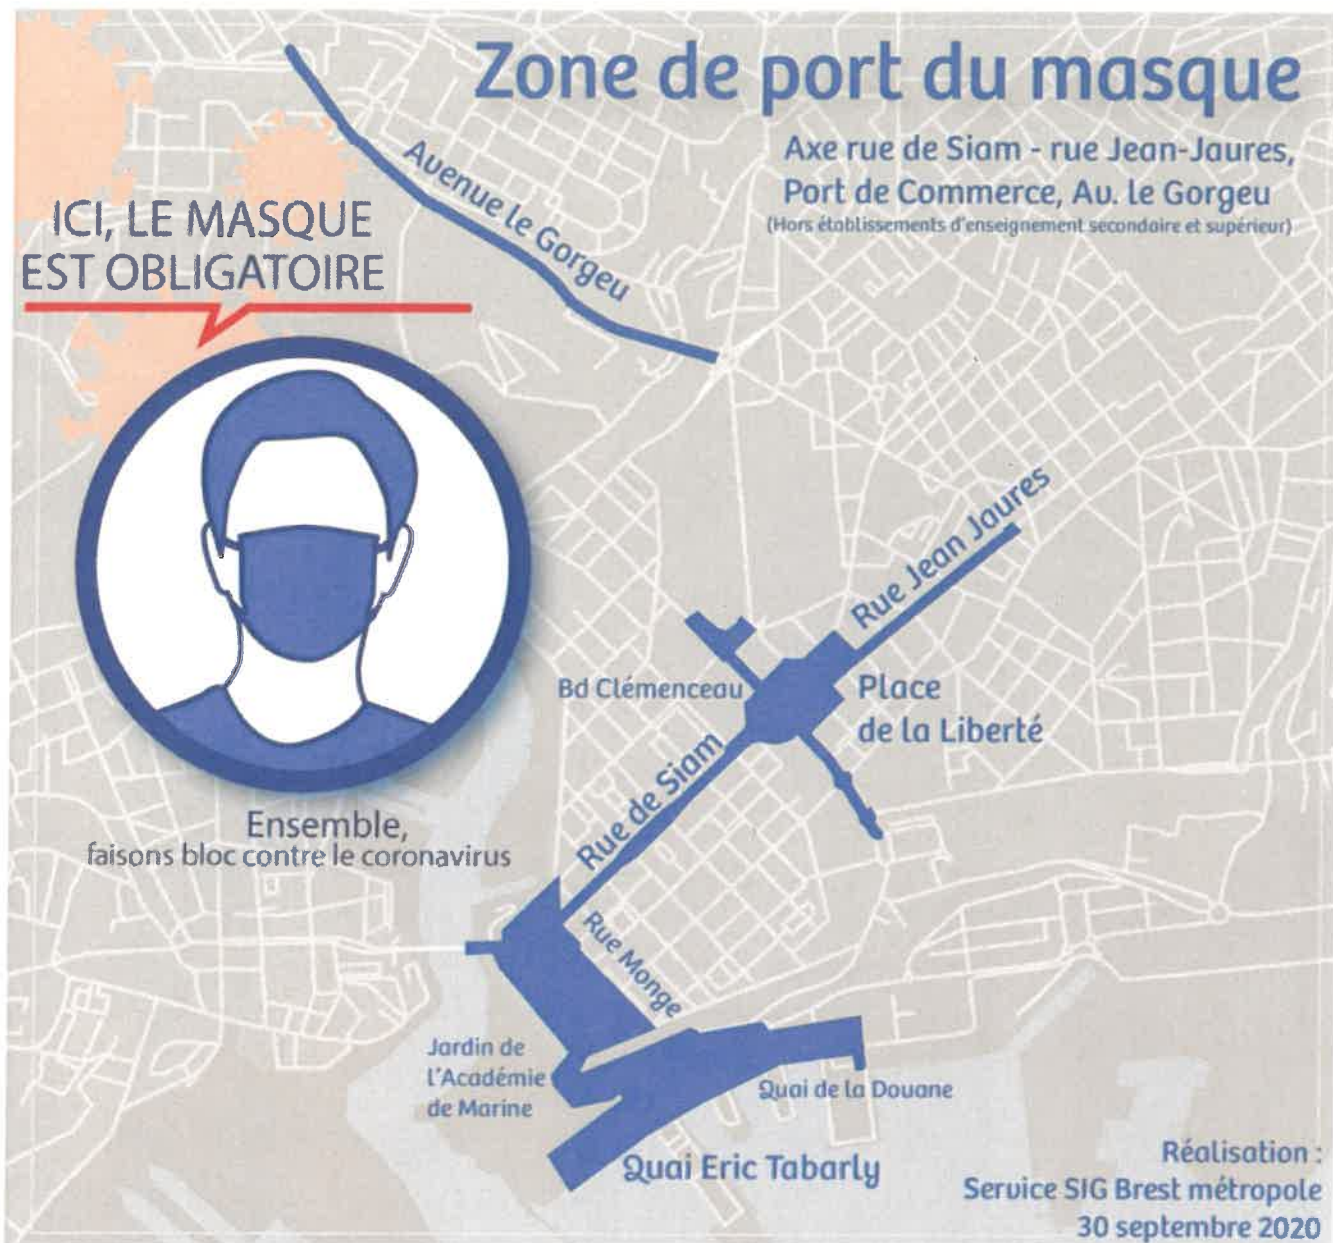 Zone de port du masque
Axe rue de Siam - rue Jean-Jaures,
Port de Commerce, Au. le Gorgeu
(Hors établissements d'enseignement secondaire et supérieur)
Avenue le Gorgeu
ICI, LE MASQUE
EST OBLIGATOIRE
Ensemble,
faisons bloc contre le coronavirus
Rue Jean Jaures
Bd Clémenceau
Place
de la Liberté
Rue de Siam
Rue Monge
Jardin de
l'Académie
de Marine
Quai de la Douane
Quai Eric Tabarly
Réalisation :
Service SIG Brest métropole
30 septembre 2020